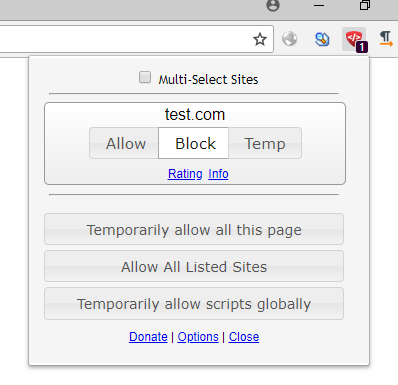 1
Multi-Select Sites
test.com
Allow Block Temp
Rating Info
Temporarily allow all this page
Allow All Listed Sites
Temporarily allow scripts globally
Donate | Options | Close